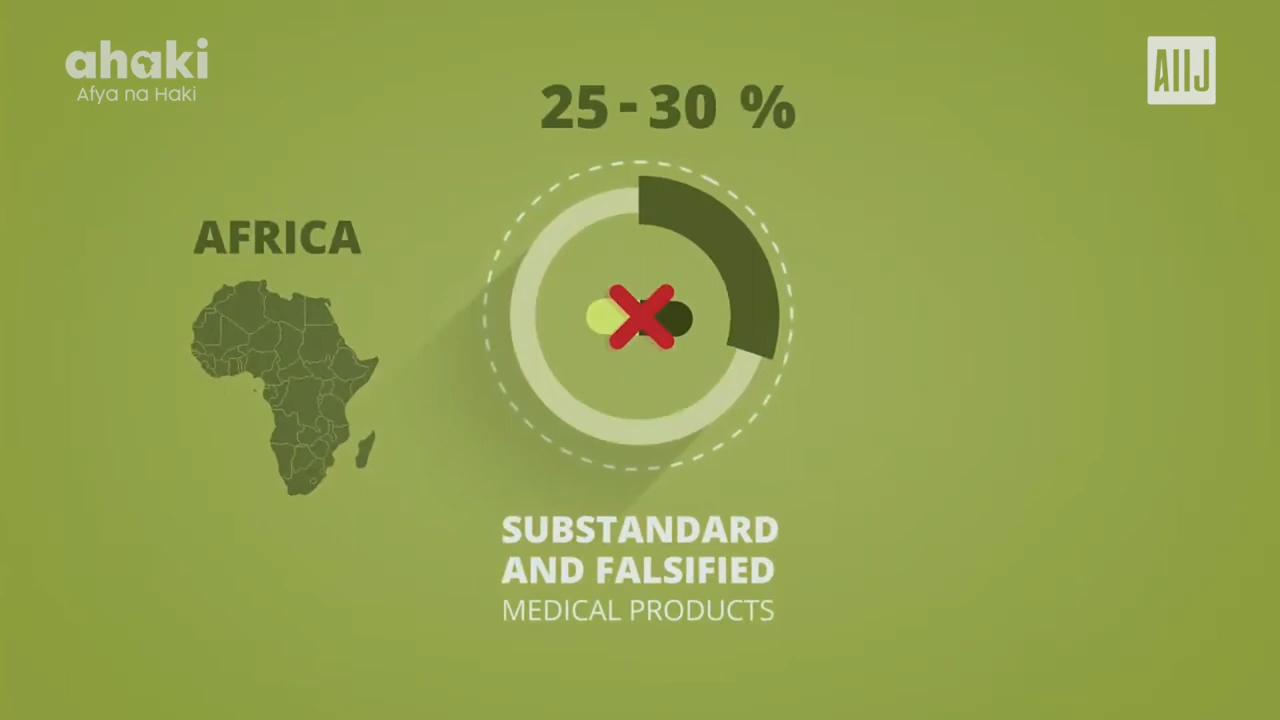 ahaki
Afya na Haki
AIIJ
25-30 %
AFRICA
SUBSTANDARD
AND FALSIFIED
MEDICAL PRODUCTS